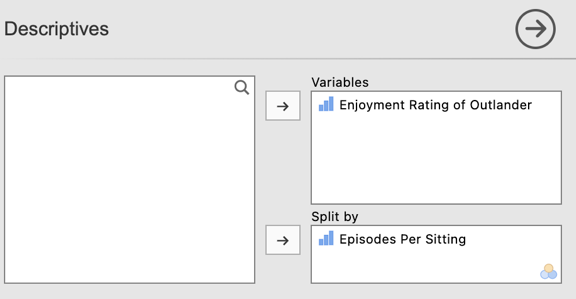 Descriptives
Variables
Enjoyment Rating of Outlander
Split by
Episodes Per Sitting